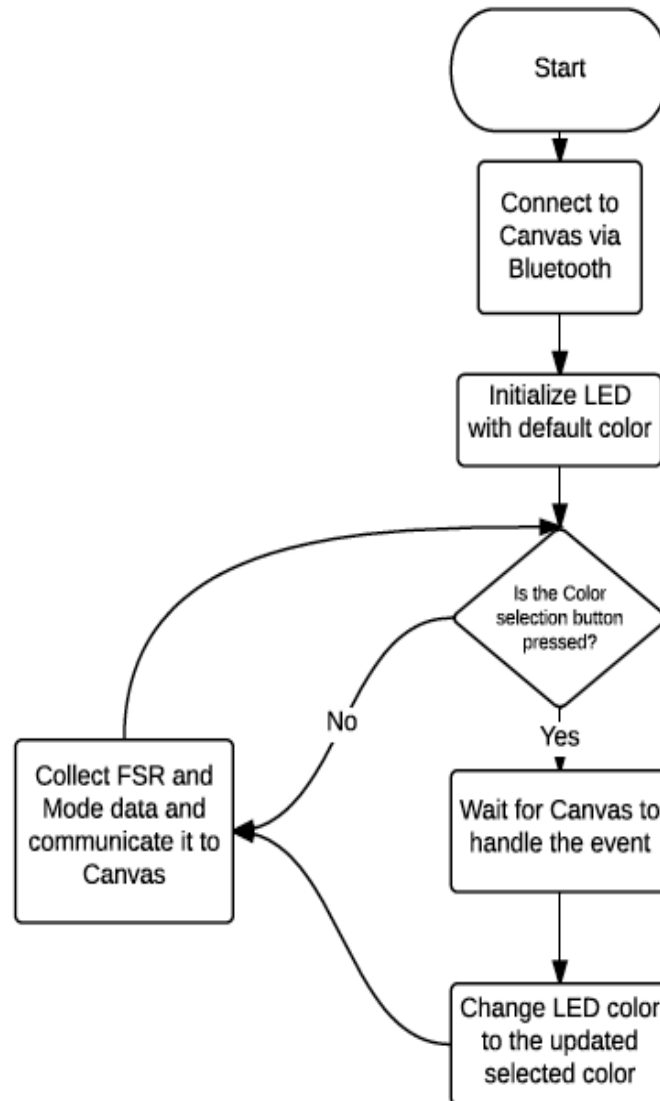 Start
Connect to
Canvas via
Bluetooth
Initialize LED
with default color
Is the Color
selection button
pressed?
No
Yes
Collect FSR and
Mode data and
communicate it to
Canvas
Wait for Canvas to
handle the event
Change LED color
to the updated
selected color